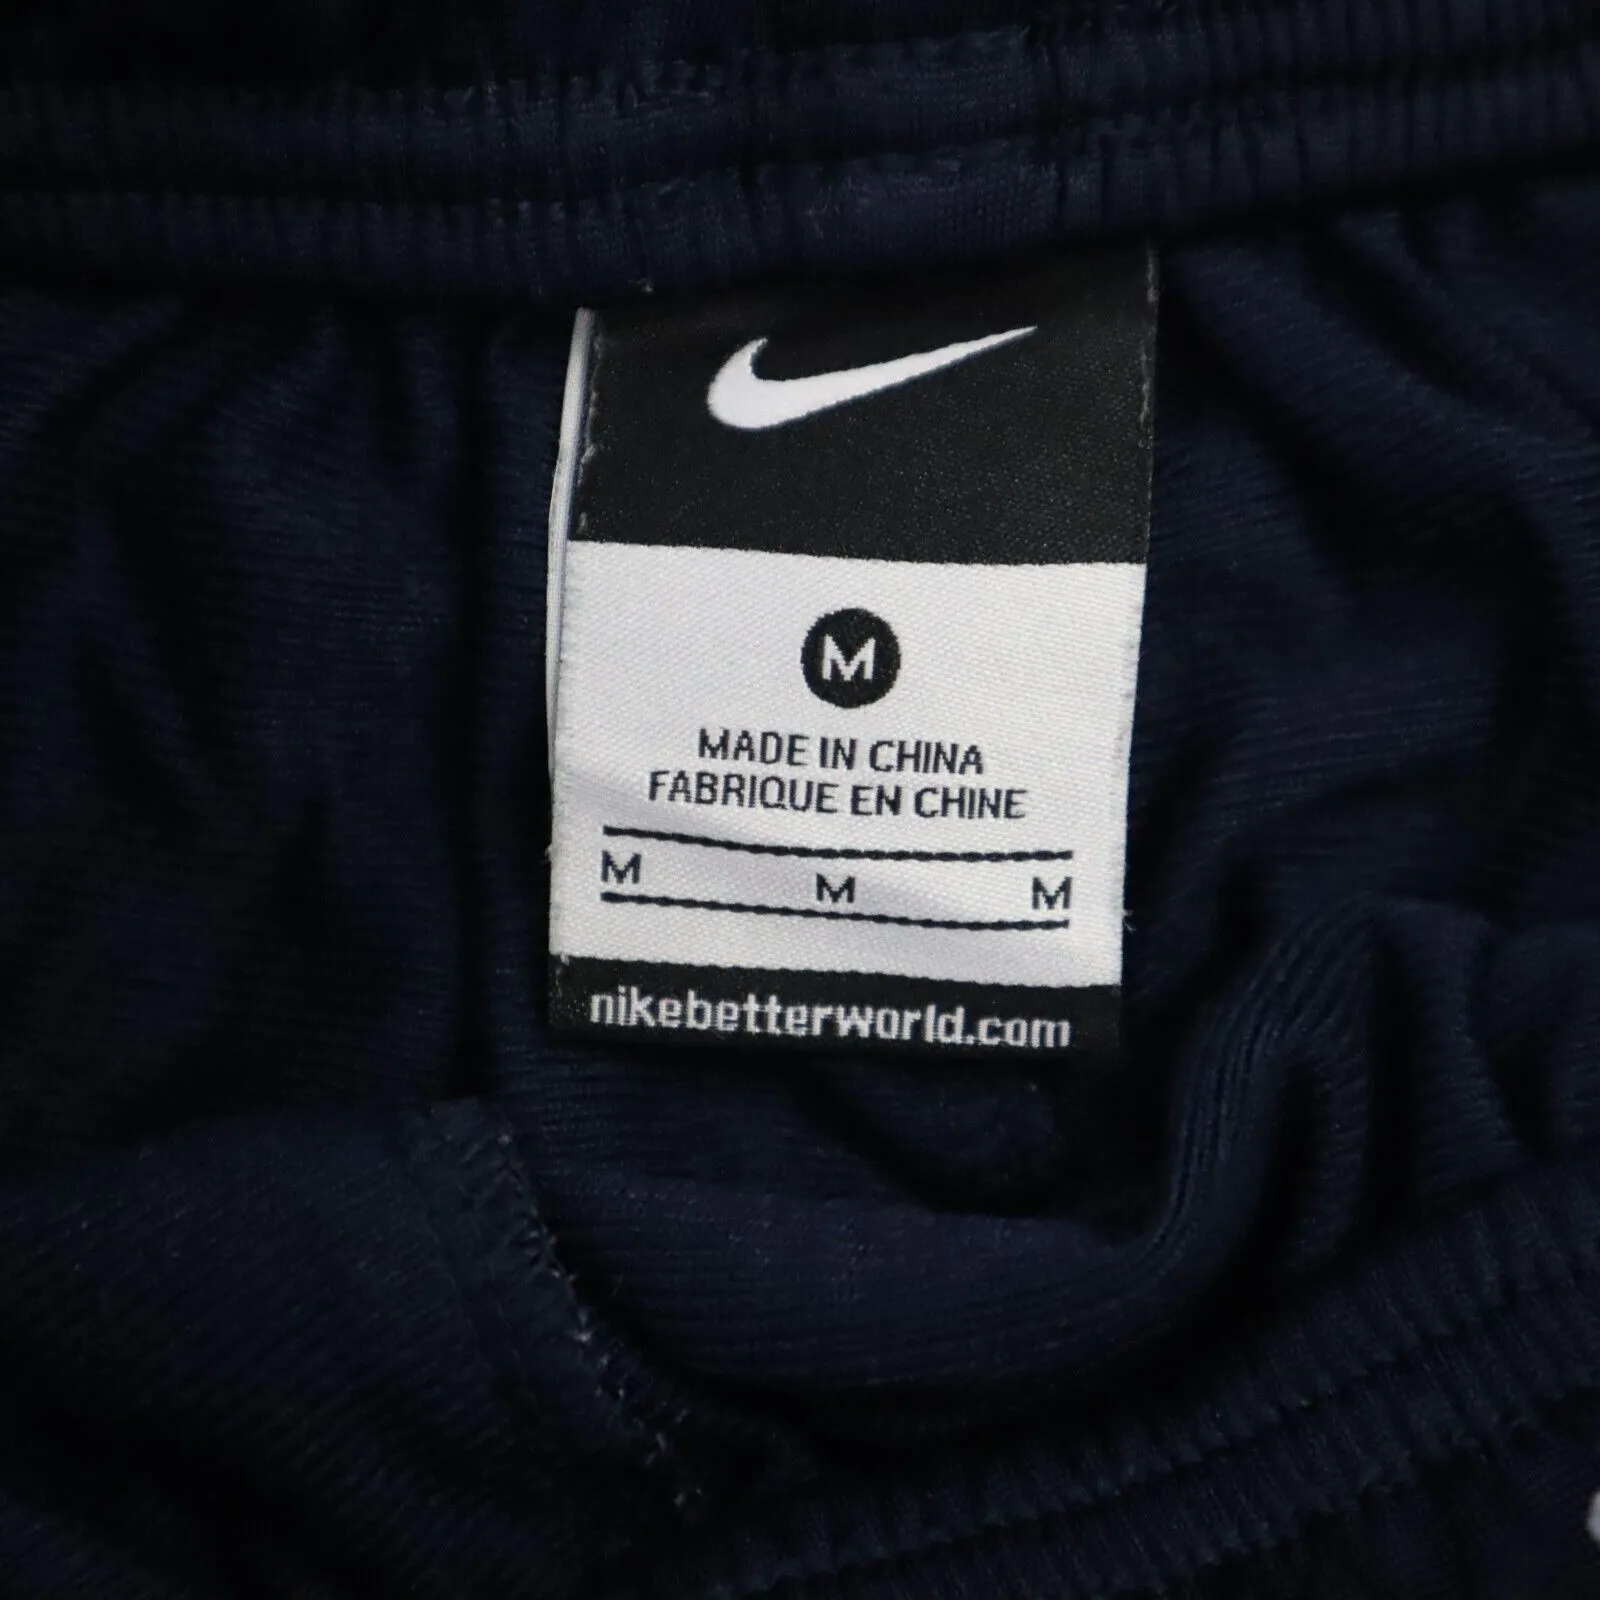 M
MADE IN CHINA
FABRIQUE EN CHINE
M M M
nikebetterworld.com